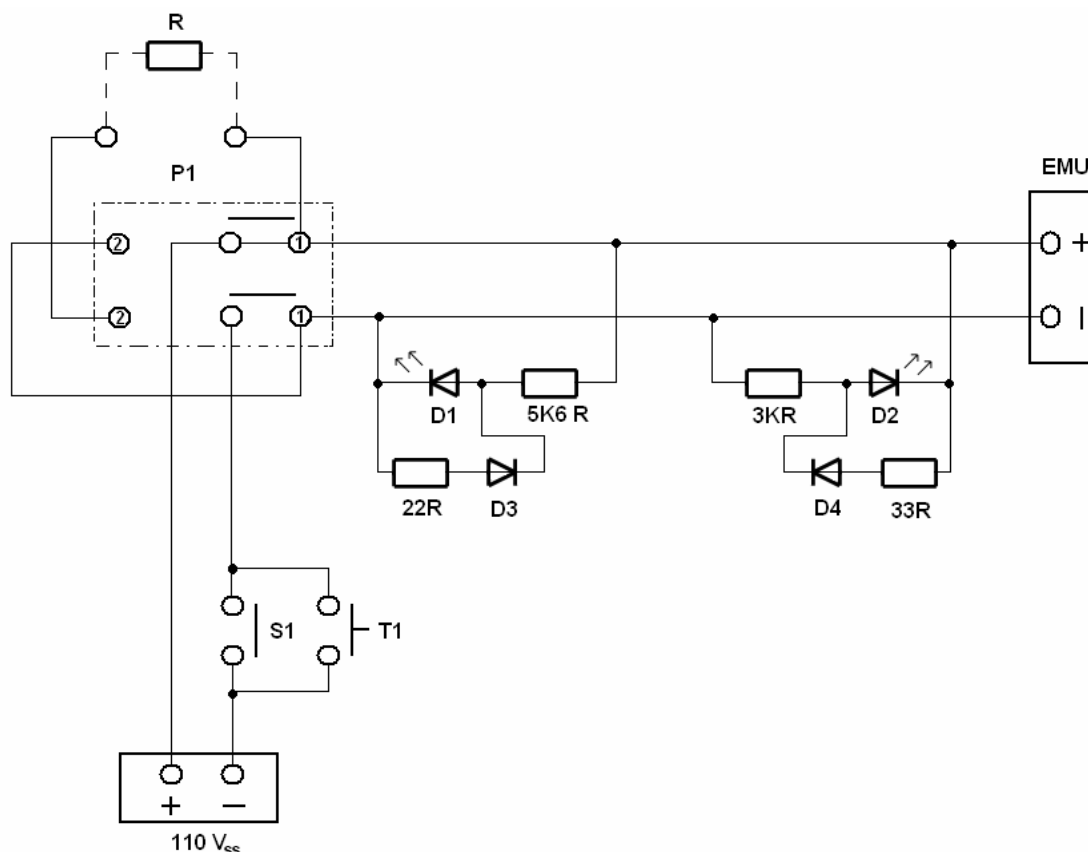 R
P1
EMU
2
1
+
2
1
–
D1
5K6 R
3KR
D2
22R
D3
D4
33R
S1
T1
+ –
110 Vss